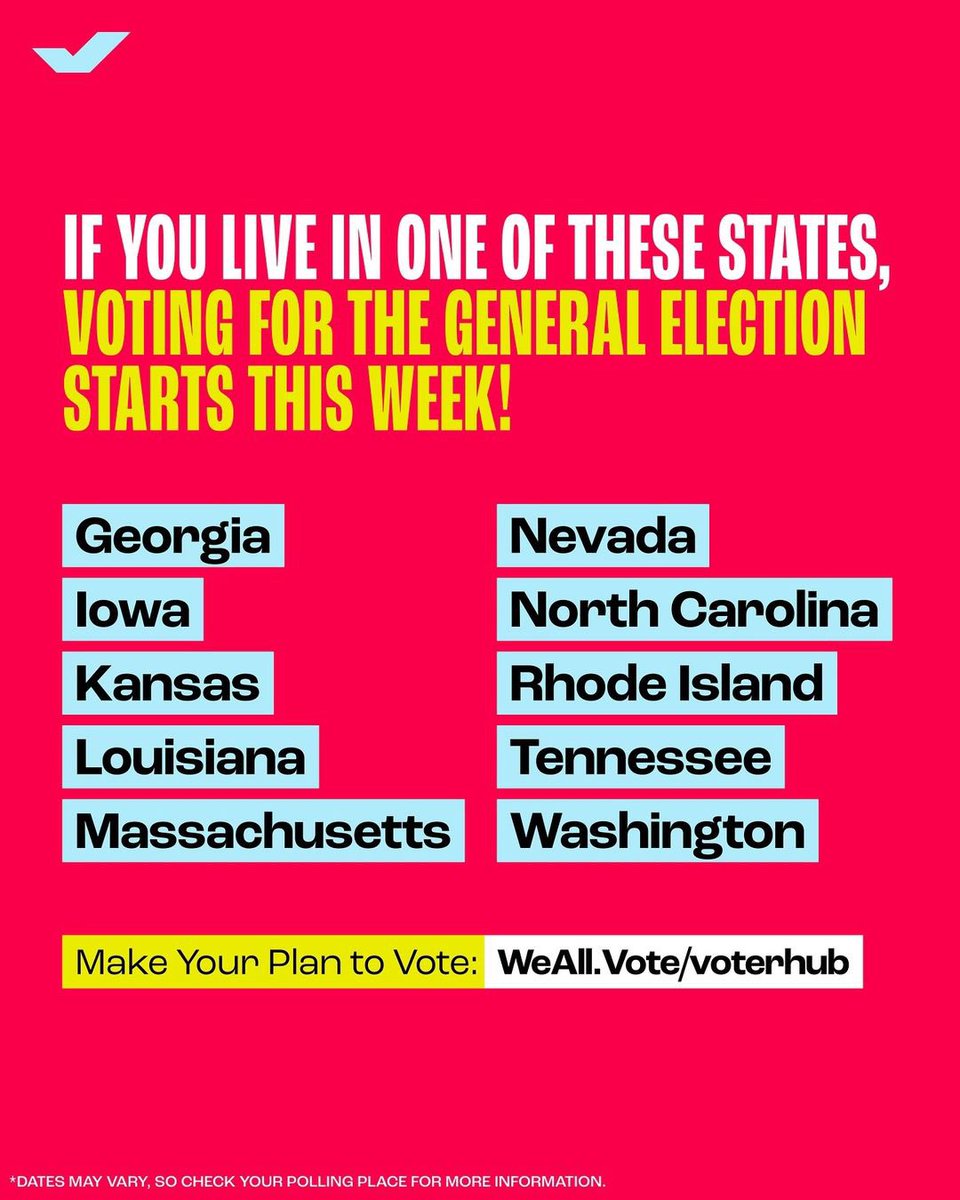 IF YOU LIVE IN ONE OF THESE STATES,
VOTING FOR THE GENERAL ELECTION
STARTS THIS WEEK!
Georgia
Iowa
Kansas
Louisiana
Massachusetts
Nevada
North Carolina
Rhode Island
Tennessee
Washington
Make Your Plan to Vote: WeAll.Vote/voterhub
*DATES MAY VARY, SO CHECK YOUR POLLING PLACE FOR MORE INFORMATION.